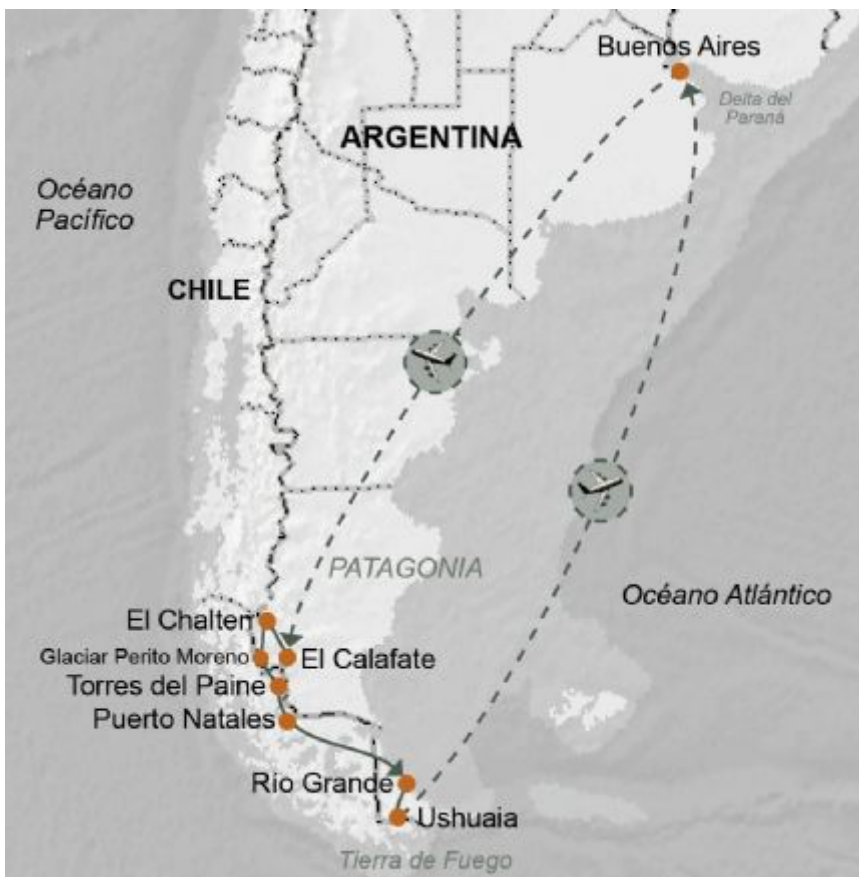 Buenos Aires
Delta del
Paraná
ARGENTINA
Océano
Pacífico
CHILE
PATAGONIA
Océano Atlántico
El Chalten
Glaciar Perito Moreno
El Calafate
Torres del Paine
Puerto Natales
Río Grande
Ushuaia
Tierra de Fuego